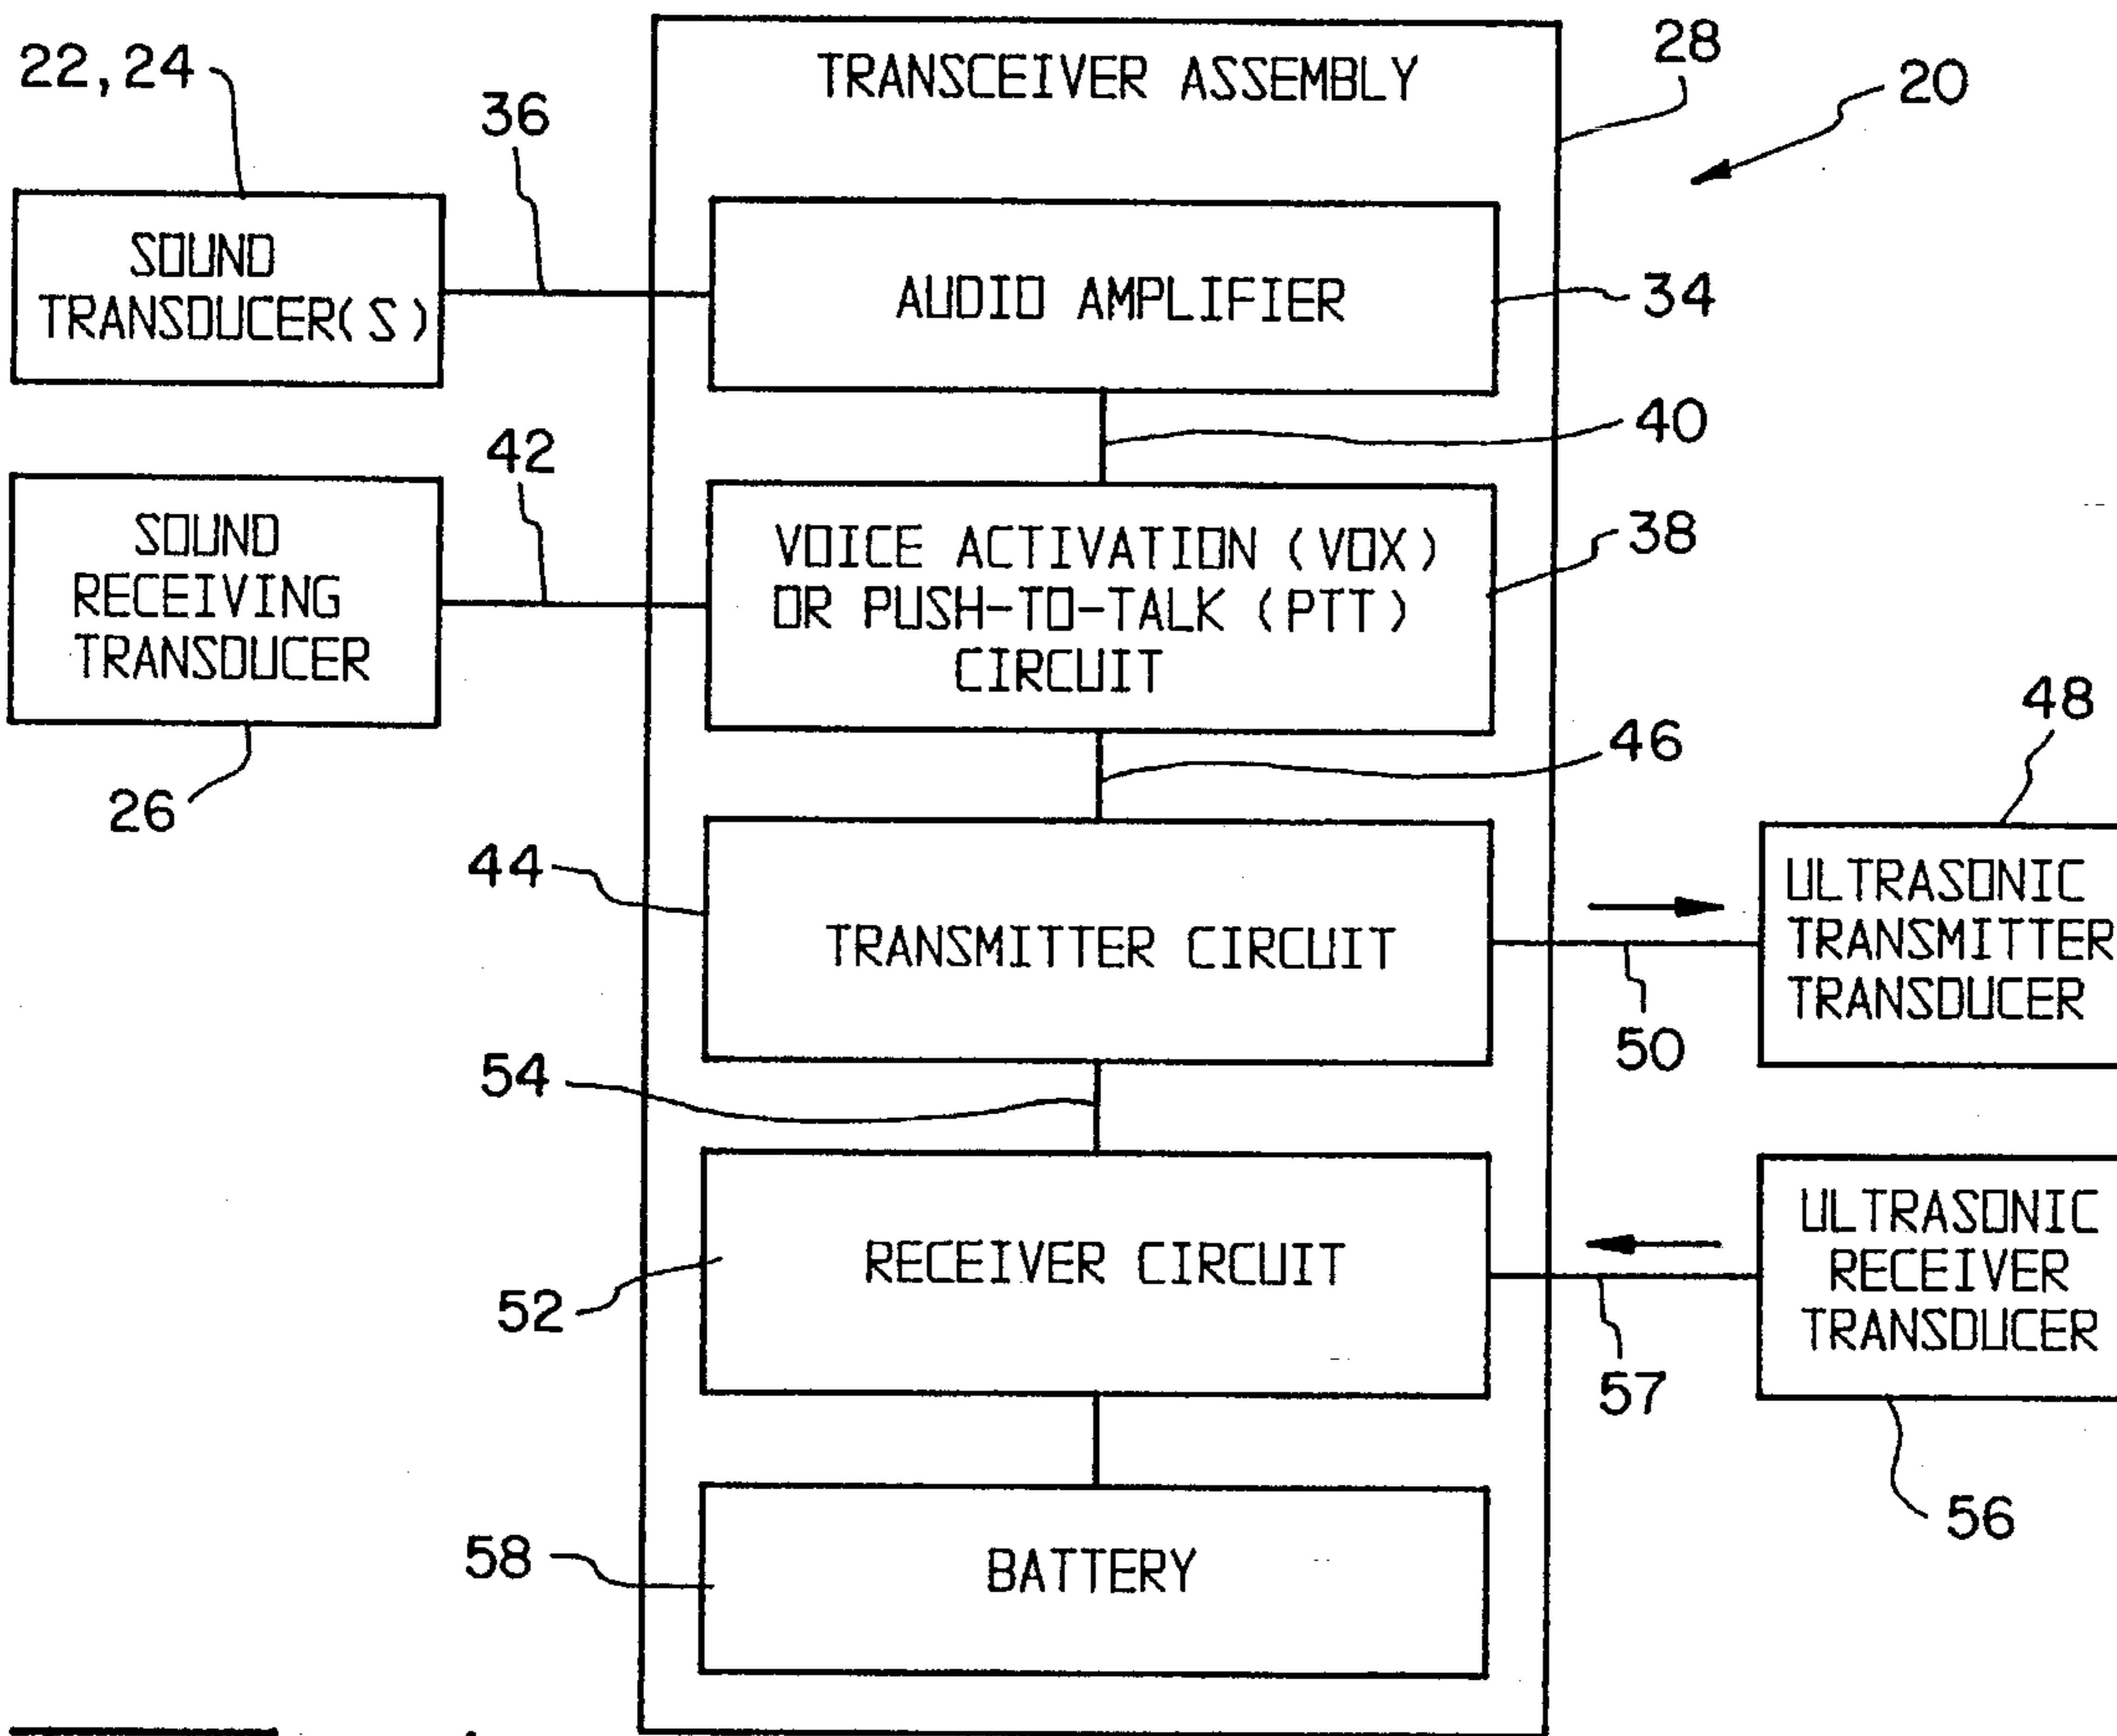 22,24
36
TRANSCEIVER ASSEMBLY
28
20
SOUND
TRANSDUCER(S)
AUDIO AMPLIFIER
34
40
42
SOUND
RECEIVING
TRANSDUCER
26
VOICE ACTIVATION (VOX)
OR PUSH-TO-TALK (PTT)
CIRCUIT
38
46
48
44
TRANSMITTER CIRCUIT
ULTRASONIC
TRANSMITTER
TRANSDUCER
50
54
RECEIVER CIRCUIT
52
ULTRASONIC
RECEIVER
TRANSDUCER
57
56
58
BATTERY